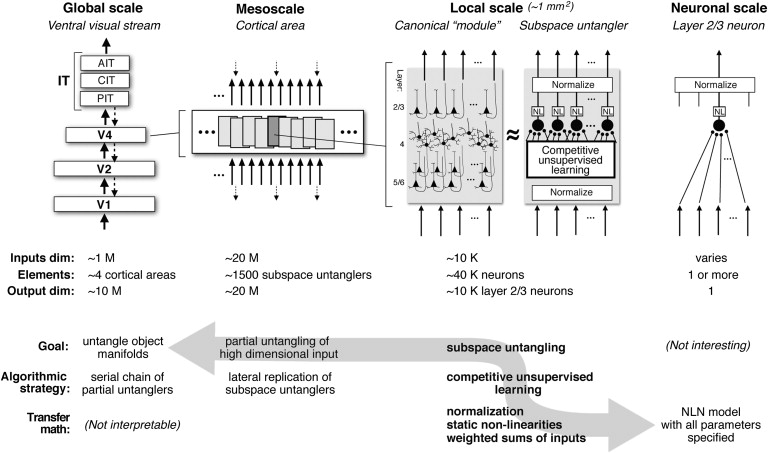 Global scale
Ventral visual stream
Mesoscale
Cortical area
Local scale (~1 mm²)
Canonical “module”
Subspace untangler
Neuronal scale
Layer 2/3 neuron
IT
AIT
CIT
PIT
V4
V2
V1
...
...
... ...
...
...
Layer:
2/3
4
5/6
...
...
...
...
...
≈
...
Normalize
...
NL NL NL NL
...
Competitive
unsupervised
learning
Normalize
...
Normalize
...
NL
...
...
Inputs dim: ~1 M ~20 M ~10 K varies
Elements: ~4 cortical areas ~1500 subspace untanglers ~40 K neurons 1 or more
Output dim: ~10 M ~20 M ~10 K layer 2/3 neurons 1
Goal: untangle object
manifolds
partial untangling of
high dimensional input
subspace untangling
(Not interesting)
Algorithmic
strategy:
serial chain of
partial untanglers
lateral replication of
subspace untanglers
competitive unsupervised
learning
Transfer
math:
(Not interpretable)
normalization
static non-linearities
weighted sums of inputs
NLN model
with all parameters
specified